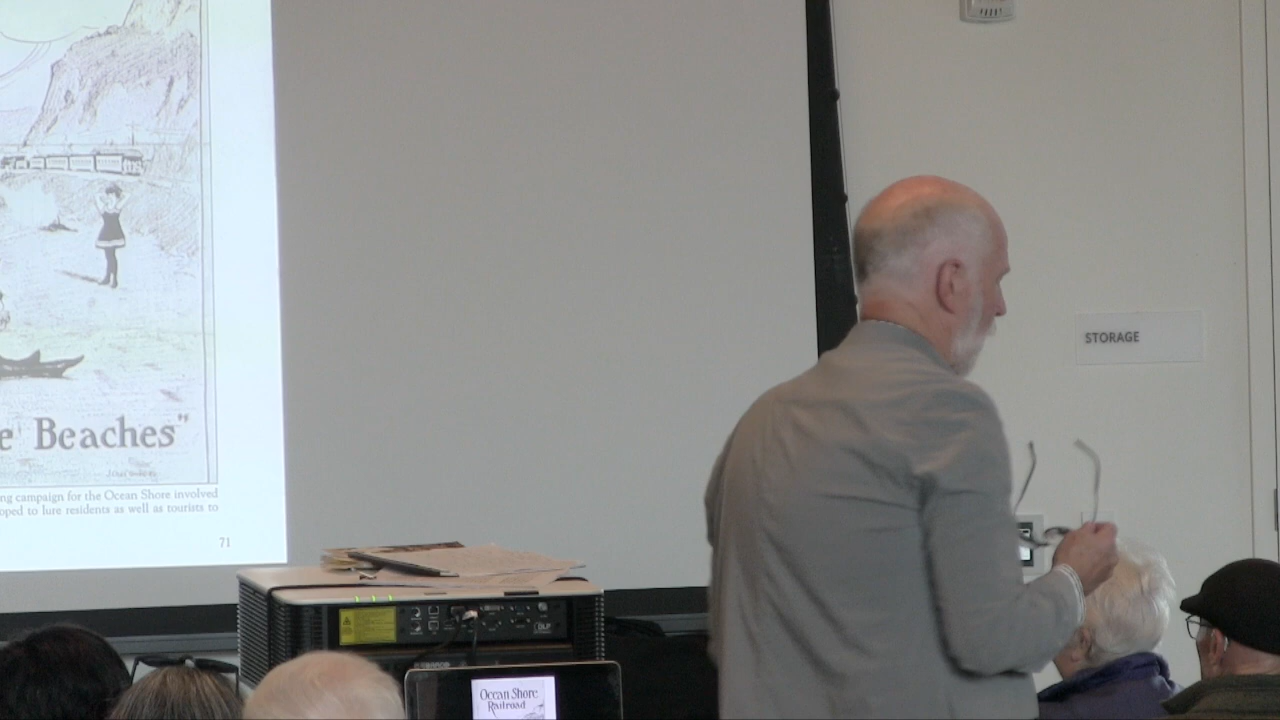 e Beaches"
ng campaign for the Ocean Shore involved
oped to lure residents as well as tourists to
71
STORAGE
DLP
Ocean Shore
Railroad